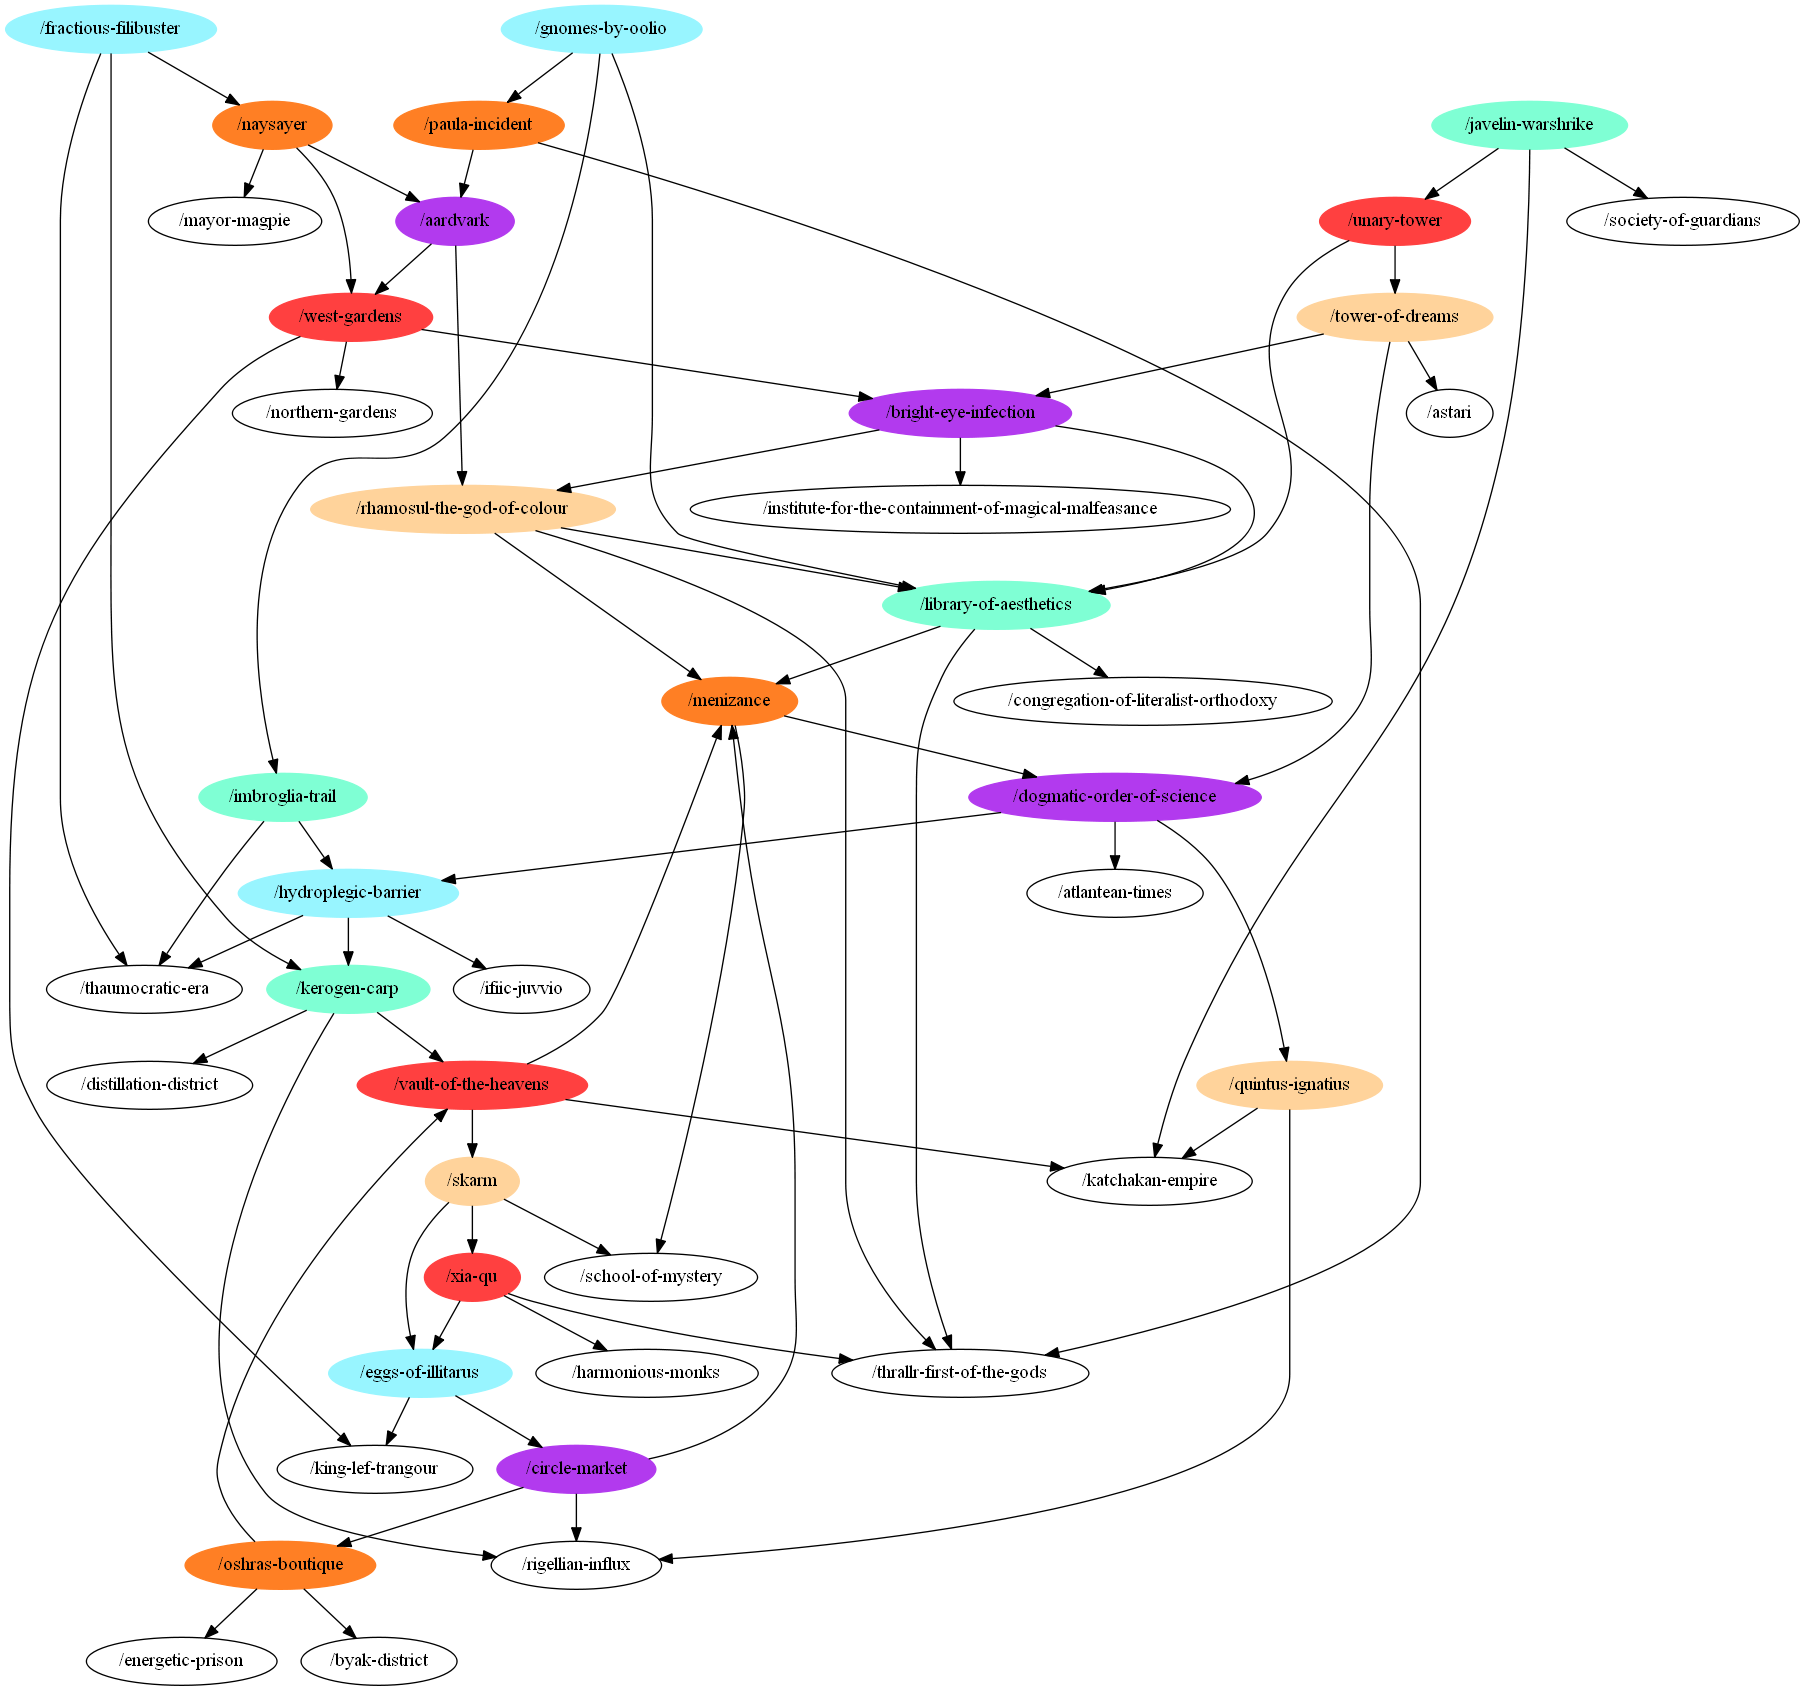 /fractious-filibuster
/gnomes-by-oolio
/naysayer
/paula-incident
/javelin-warshrike
/mayor-magpie
/aardvark
/unary-tower
/society-of-guardians
/west-gardens
/tower-of-dreams
/northern-gardens
/bright-eye-infection
/astari
/rhamosul-the-god-of-colour
/institute-for-the-containment-of-magical-malfeasance
/library-of-aesthetics
/menizance
/congregation-of-literalist-orthodoxy
/imbroglia-trail
/dogmatic-order-of-science
/hydroplegic-barrier
/atlantean-times
/thaumocratic-era
/kerogen-carp
/ifiic-juvvio
/distillation-district
/vault-of-the-heavens
/quintus-ignatius
/skarm
/katchakan-empire
/xia-qu
/school-of-mystery
/eggs-of-illitarus
/harmonious-monks
/thrallr-first-of-the-gods
/king-lef-trangour
/circle-market
/oshras-boutique
/rigellian-influx
/energetic-prison
/byak-district